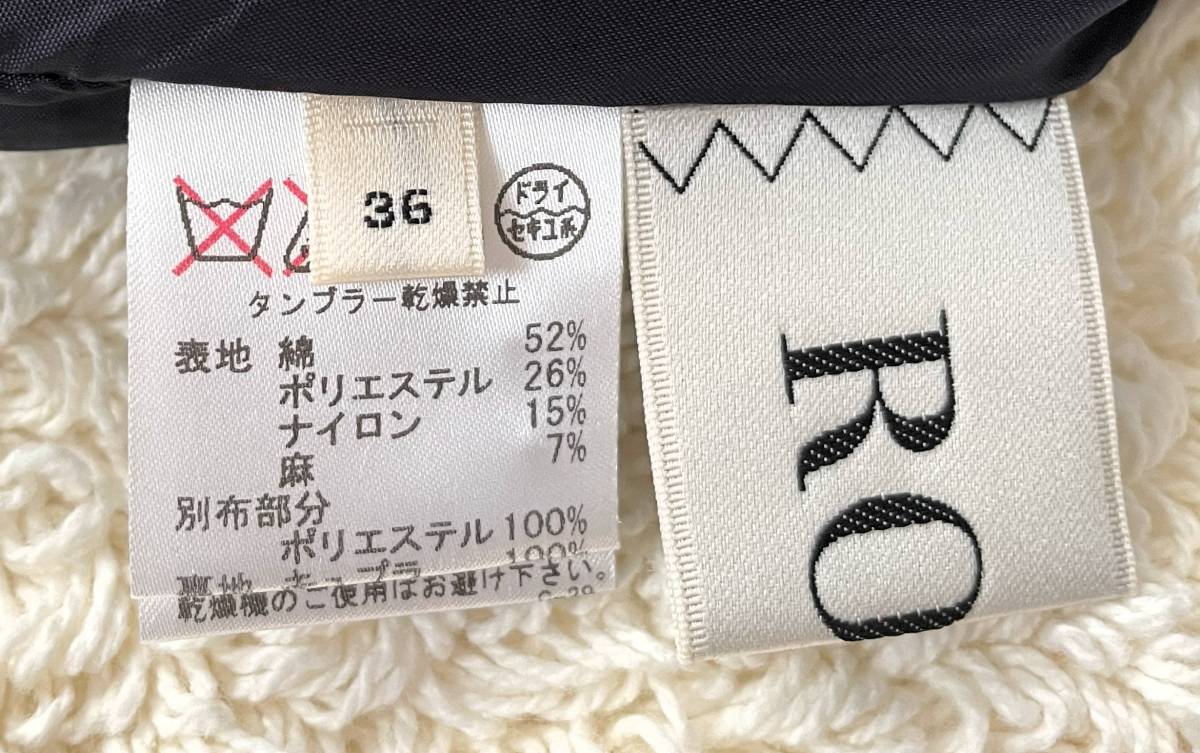 36
ドライ
セキユ系
タンブラー乾燥禁止
表地 綿 52%
ポリエステル 26%
ナイロン 15%
麻 7%
別布部分
ポリエステル 100%
100%
乾燥機のご使用はお避け下さい。
RO